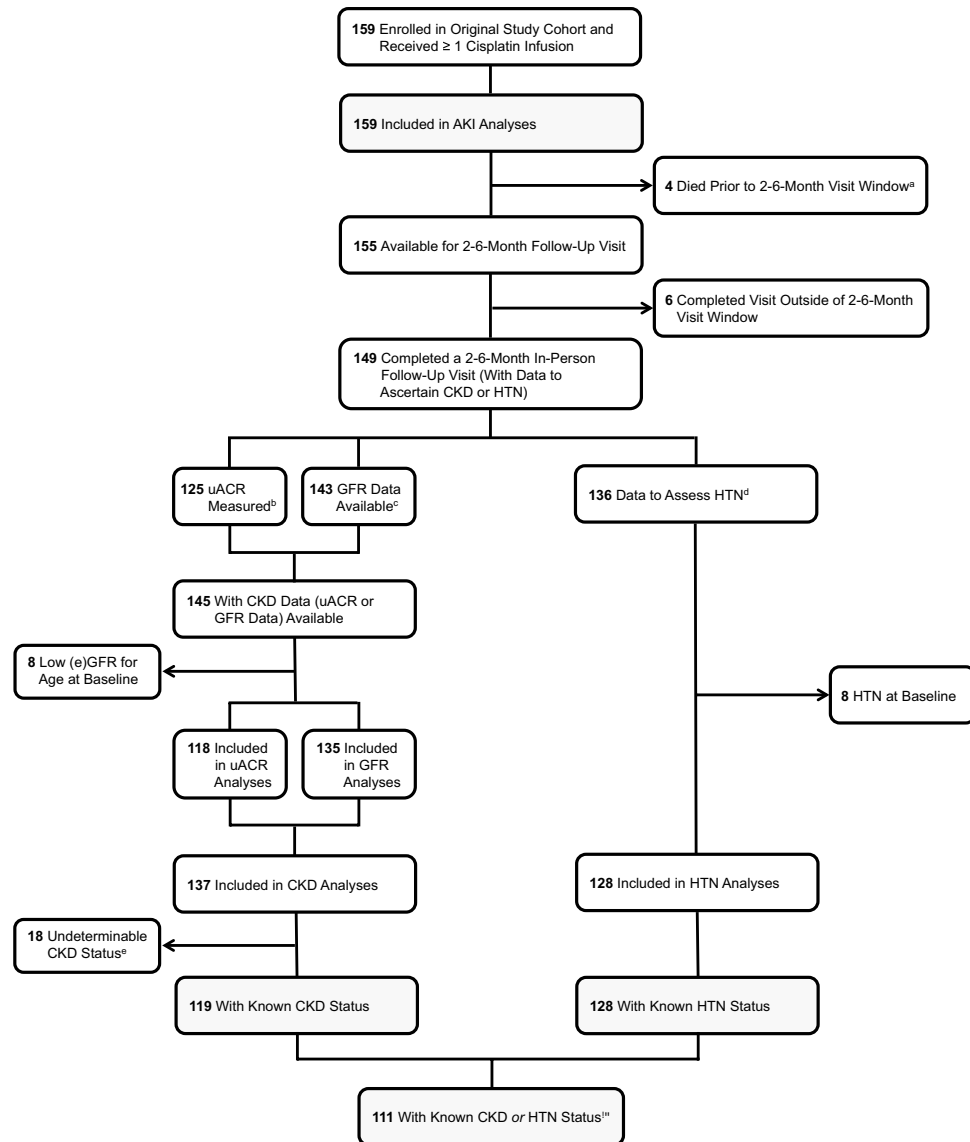 159 Enrolled in Original Study Cohort and
Received ≥ 1 Cisplatin Infusion
159 Included in AKI Analyses
4 Died Prior to 2-6-Month Visit Windowᵃ
155 Available for 2-6-Month Follow-Up Visit
6 Completed Visit Outside of 2-6-Month
Visit Window
149 Completed a 2-6-Month In-Person
Follow-Up Visit (With Data to
Ascertain CKD or HTN)
125 uACR
Measuredᵇ
143 GFR Data
Availableᶜ
136 Data to Assess HTNᵈ
145 With CKD Data (uACR or
GFR Data) Available
8 Low (e)GFR for
Age at Baseline
8 HTN at Baseline
118 Included
in uACR
Analyses
135 Included
in GFR
Analyses
137 Included in CKD Analyses
128 Included in HTN Analyses
18 Undeterminable
CKD Statusᵉ
119 With Known CKD Status
128 With Known HTN Status
111 With Known CKD or HTN Status